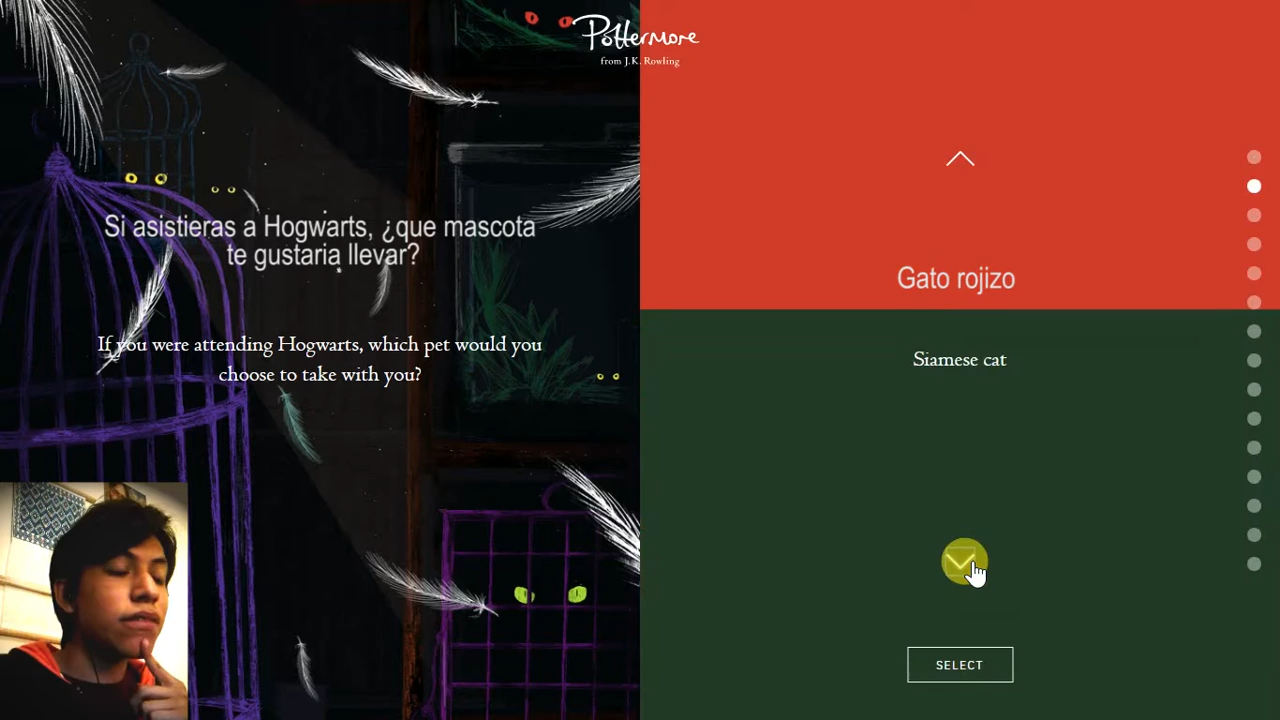 Pottermore
from J.K. Rowling
Si asistieras a Hogwarts, ¿que mascota
te gustaria llevar?
If you were attending Hogwarts, which pet would you
choose to take with you?
Gato rojizo
Siamese cat
SELECT